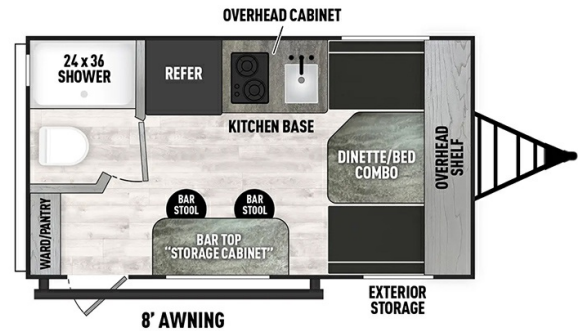 OVERHEAD CABINET
24 x 36
SHOWER
REFER
KITCHEN BASE
DINETTE/BED
COMBO
OVERHEAD
SHELF
BAR
STOOL
BAR
STOOL
WARD/PANTRY
BAR TOP
"STORAGE CABINET"
EXTERIOR
STORAGE
8' AWNING